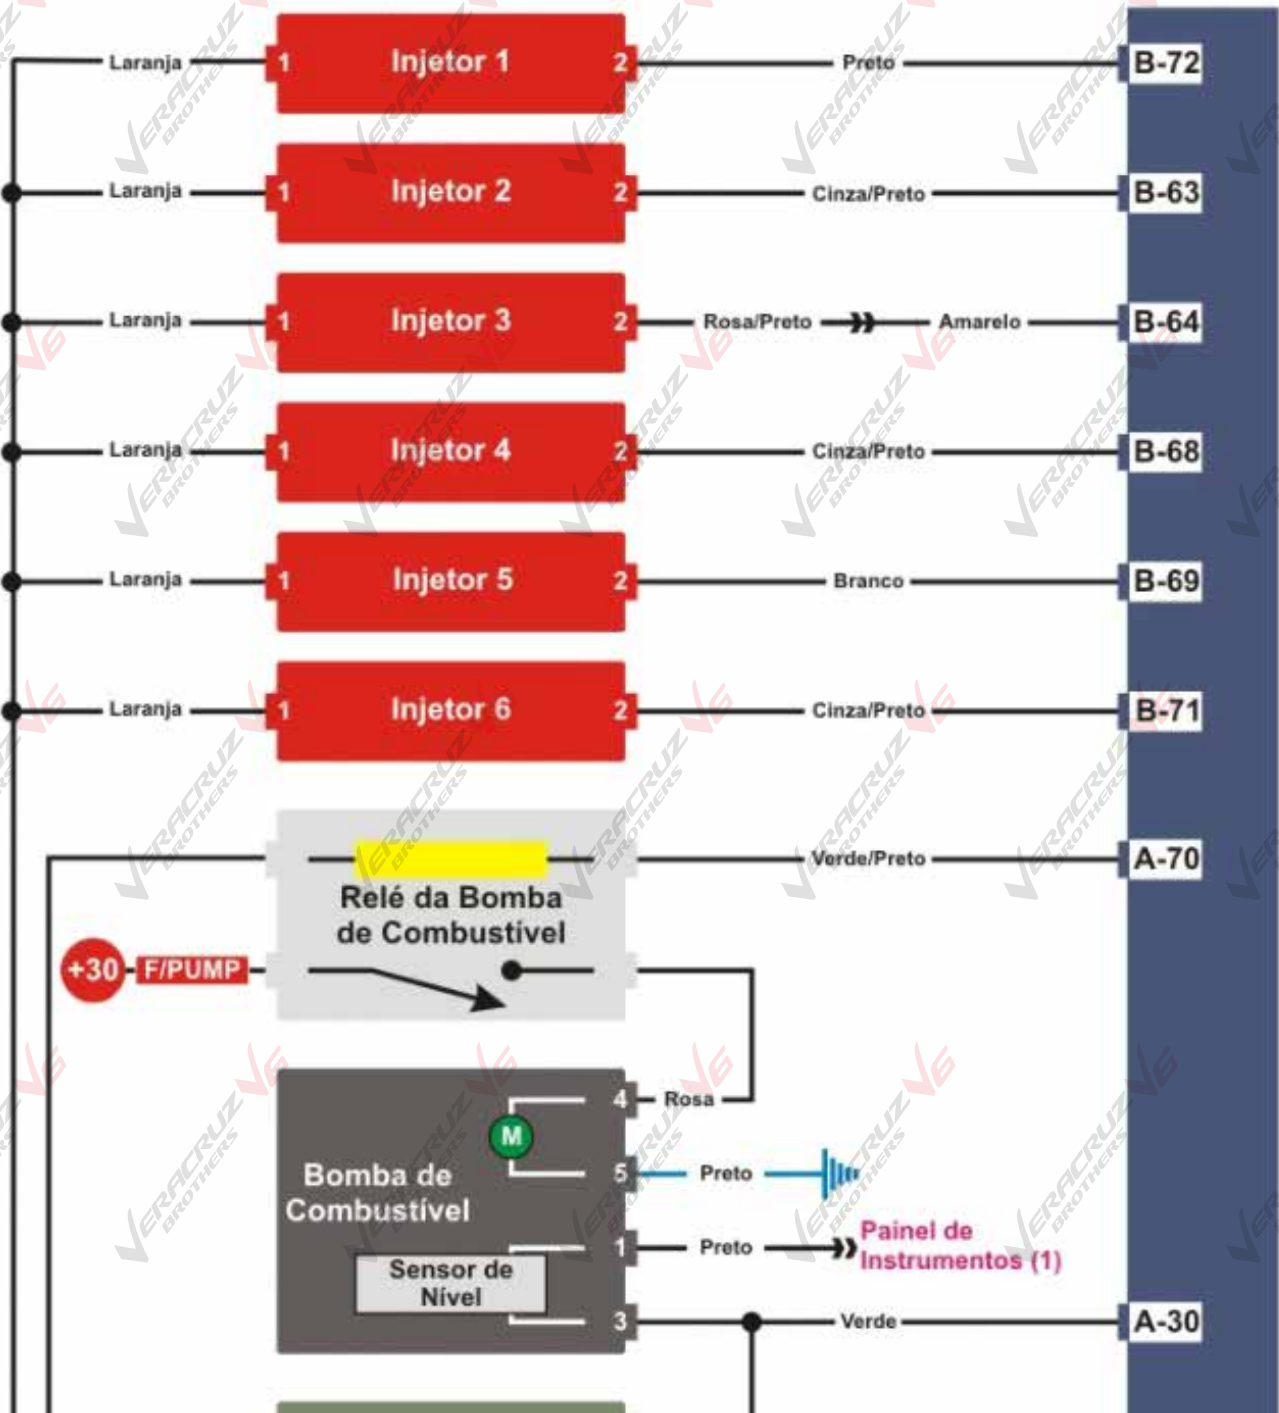 Laranja 1 Injetor 1 2 Preto B-72
Laranja 1 Injetor 2 2 Cinza/Preto B-63
Laranja 1 Injetor 3 2 Rosa/Preto Amarelo B-64
Laranja 1 Injetor 4 2 Cinza/Preto B-68
Laranja 1 Injetor 5 2 Branco B-69
Laranja 1 Injetor 6 2 Cinza/Preto B-71
Verde/Preto A-70
Relé da Bomba
de Combustível
+30 F/PUMP
4 Rosa
M
5 Preto
Bomba de
Combustível
1 Preto Painel de
Instrumentos (1)
Sensor de
Nível
3 Verde A-30
VERACRUZ
BROTHERS
V6